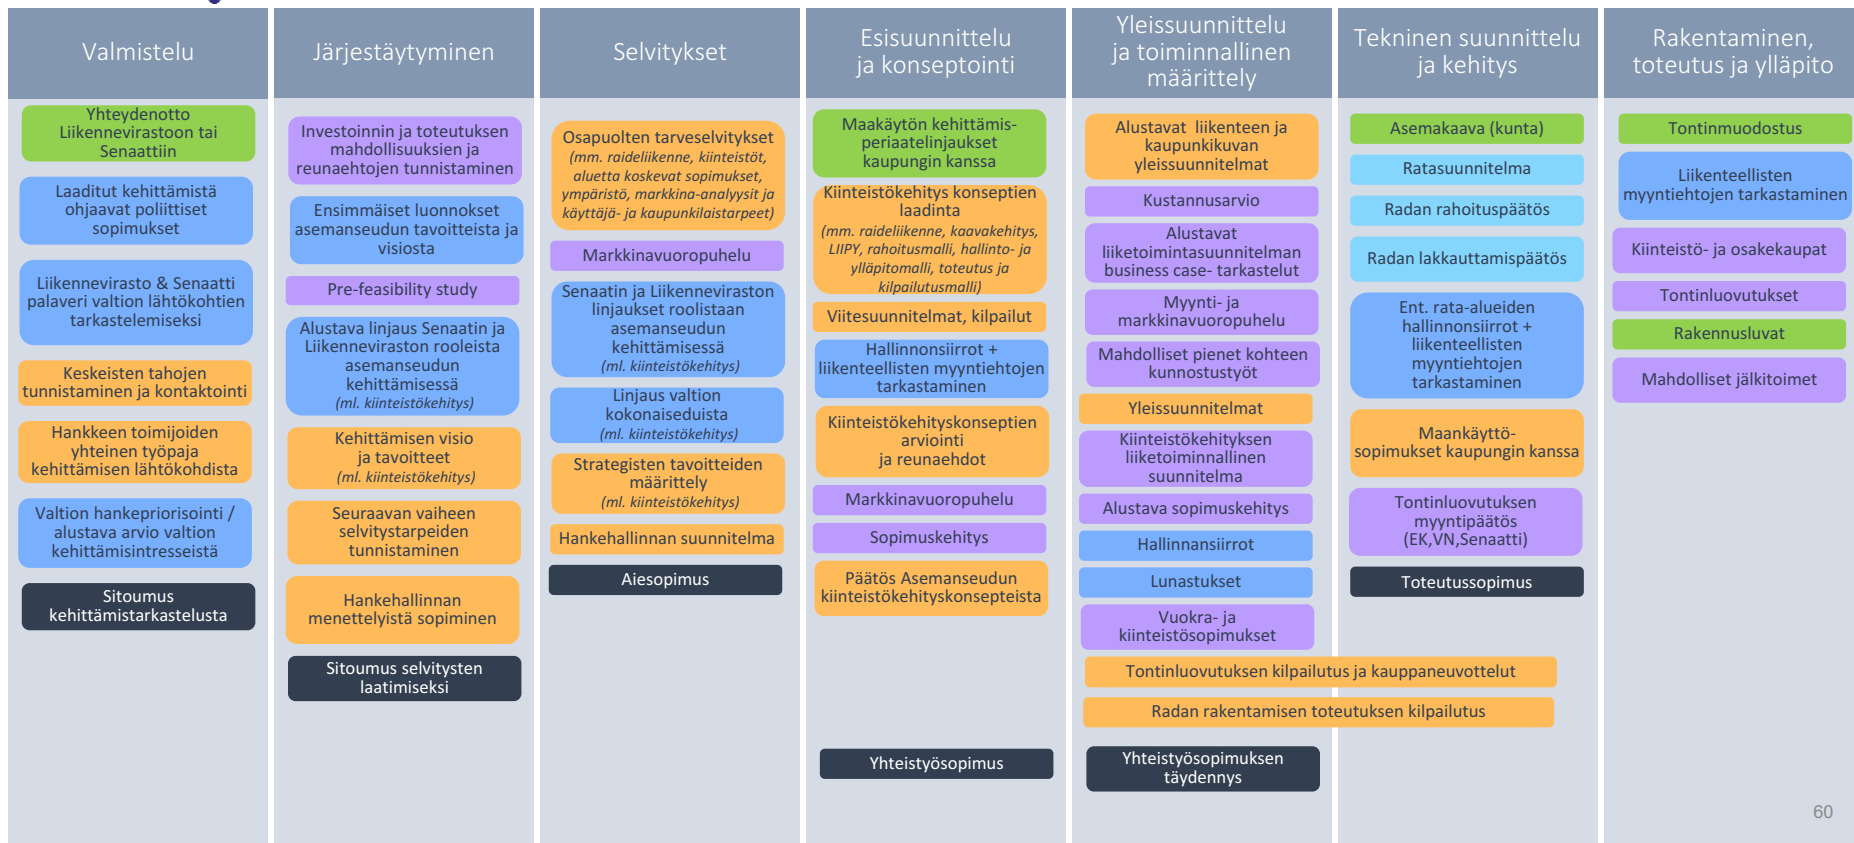 Valmistelu
Yhteydenotto
Liikennevirastoon tai
Senaattiin
Laaditut kehittämistä
ohjaavat poliittiset
sopimukset
Liikennevirasto & Senaatti
palaveri valtion lähtökohtien
tarkastelemiseksi
Keskeisten tahojen
tunnistaminen ja kontaktointi
Hankkeen toimijoiden
yhteinen työpaja
kehittämisen lähtökohdista
Valtion hankepriorisointi /
alustava arvio valtion
kehittämisintresseistä
Sitoumus
kehittämistarkastelusta
Järjestäytyminen
Investoinnin ja toteutuksen
mahdollisuuksien ja
reunaehtojen tunnistaminen
Ensimmäiset luonnokset
asemanseudun tavoitteista ja
visiosta
Pre-feasibility study
Alustava linjaus Senaatin ja
Liikenneviraston rooleista
asemanseudun
kehittämisessä
(ml. kiinteistökehitys)
Kehittämisen visio
ja tavoitteet
(ml. kiinteistökehitys)
Seuraavan vaiheen
selvitystarpeiden
tunnistaminen
Hankehallinnan
menettelyistä sopiminen
Sitoumus selvitysten
laatimiseksi
Selvitykset
Osapuolten tarveselvitykset
(mm. raideliikenne, kiinteistöt,
aluetta koskevat sopimukset,
ympäristö, markkina-analyysit ja
käyttäjä- ja kaupunkilaistarpeet)
Markkinavuoropuhelu
Senaatin ja Liikenneviraston
linjaukset roolistaan
asemanseudun
kehittämisessä
(ml. kiinteistökehitys)
Linjaus valtion
kokonaiseduista
(ml. kiinteistökehitys)
Strategisten tavoitteiden
määrittely
(ml. kiinteistökehitys)
Hankehallinnan suunnitelma
Aiesopimus
Esisuunnittelu
ja konseptointi
Maakäytön kehittämis-
periaatelinjaukset
kaupungin kanssa
Kiinteistökehitys konseptien
laadinta
(mm. raideliikenne, kaavakehitys,
LIIPY, rahoitusmalli, hallinto- ja
ylläpitomalli, toteutus ja
kilpailutusmalli)
Viitesuunnitelmat, kilpailut
Hallinnonsiirrot +
liikenteellisten myyntiehtojen
tarkastaminen
Kiinteistökehityskonseptien
arviointi
ja reunaehdot
Markkinavuoropuhelu
Sopimuskehitys
Päätös Asemanseudun
kiinteistökehityskonsepteista
Yhteistyösopimus
Yleissuunnittelu
ja toiminnallinen
määrittely
Alustavat liikenteen ja
kaupunkikuvan
yleissuunnitelmat
Kustannusarvio
Alustavat
liiketoimintasuunnitelman
business case- tarkastelut
Myynti- ja
markkinavuoropuhelu
Mahdolliset pienet kohteen
kunnostustyöt
Yleissuunnitelmat
Kiinteistökehityksen
liiketoiminnallinen
suunnitelma
Alustava sopimuskehitys
Hallinnansiirrot
Lunastukset
Vuokra- ja
kiinteistösopimukset
Tontinluovutuksen kilpailutus ja kauppaneuvottelut
Radan rakentamisen toteutuksen kilpailutus
Yhteistyösopimuksen
täydennys
Tekninen suunnittelu
ja kehitys
Asemakaava (kunta)
Ratasuunnitelma
Radan rahoituspäätös
Radan lakkauttamispäätös
Ent. rata-alueiden
hallinnonsiirrot +
liikenteellisten
myyntiehtojen
tarkastaminen
Maankäyttö-
sopimukset kaupungin kanssa
Tontinluovutuksen
myyntipäätös
(EK,VN,Senaatti)
Toteutussopimus
Rakentaminen,
toteutus ja ylläpito
Tontinmuodostus
Liikenteellisten
myyntiehtojen tarkastaminen
Kiinteistö- ja osakekaupat
Tontinluovutukset
Rakennusluvat
Mahdolliset jälkitoimet
60